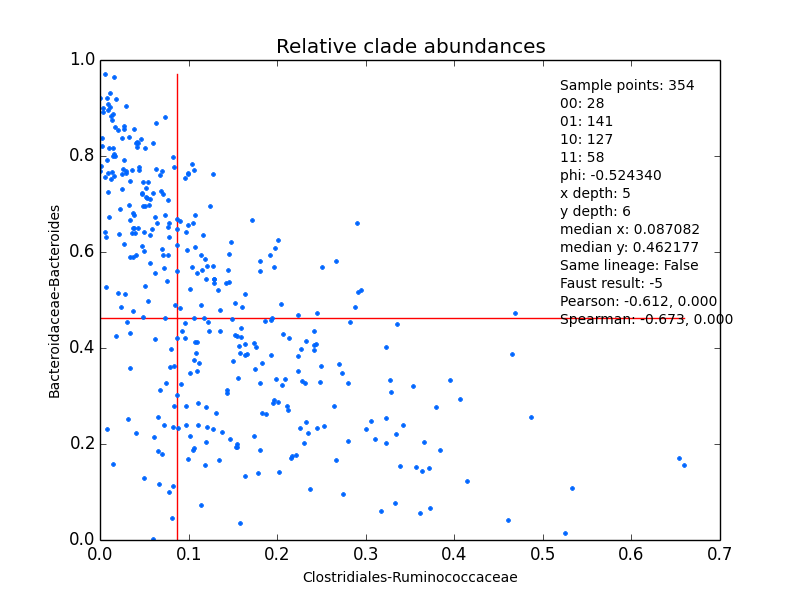 Relative clade abundances
1.0
0.8
0.6
0.4
0.2
0.0
Bacteroidaceae-Bacteroides
Sample points: 354
00: 28
01: 141
10: 127
11: 58
phi: -0.524340
x depth: 5
y depth: 6
median x: 0.087082
median y: 0.462177
Same lineage: False
Faust result: -5
Pearson: -0.612, 0.000
Spearman: -0.673, 0.000
0.0 0.1 0.2 0.3 0.4 0.5 0.6 0.7
Clostridiales-Ruminococcaceae